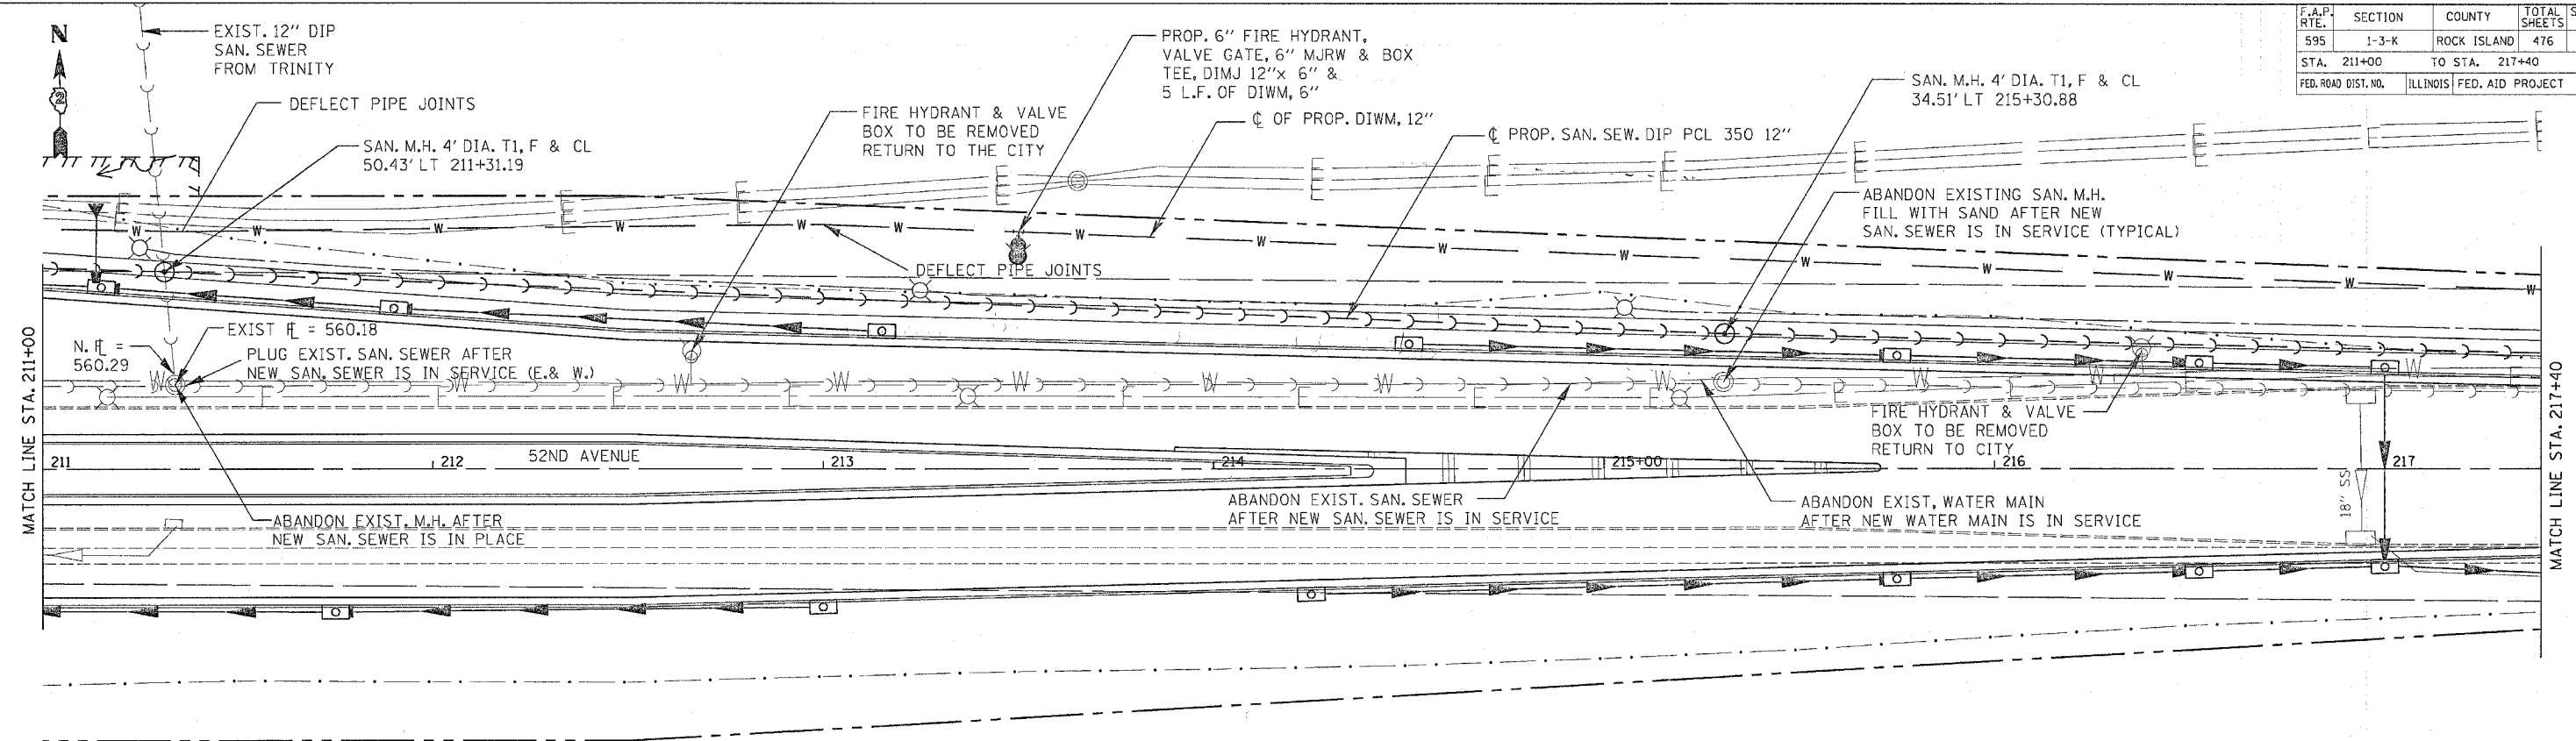 F.A.P. RTE. SECTION COUNTY TOTAL SHEETS
595 1-3-K ROCK ISLAND 476
STA. 211+00 TO STA. 217+40
FED. ROAD DIST. NO. ILLINOIS FED. AID PROJECT
N
2
EXIST. 12" DIP
SAN. SEWER
FROM TRINITY
DEFLECT PIPE JOINTS
SAN. M.H. 4' DIA. T1, F & CL
50.43' LT 211+31.19
FIRE HYDRANT & VALVE
BOX TO BE REMOVED
RETURN TO THE CITY
PROP. 6" FIRE HYDRANT,
VALVE GATE, 6" MJRW & BOX
TEE, DIMJ 12"x 6" &
5 L.F. OF DIWM, 6"
℄ OF PROP. DIWM, 12"
℄ PROP. SAN. SEW. DIP PCL 350 12"
SAN. M.H. 4' DIA. T1, F & CL
34.51' LT 215+30.88
ABANDON EXISTING SAN. M.H.
FILL WITH SAND AFTER NEW
SAN. SEWER IS IN SERVICE (TYPICAL)
DEFLECT PIPE JOINTS
EXIST FL = 560.18
N. FL =
560.29
PLUG EXIST. SAN. SEWER AFTER
NEW SAN. SEWER IS IN SERVICE (E.& W.)
FIRE HYDRANT & VALVE
BOX TO BE REMOVED
RETURN TO CITY
MATCH LINE STA. 211+00
211 212 52ND AVENUE 213 214 215+00 216 217
18" SS
MATCH LINE STA. 217+40
ABANDON EXIST. M.H. AFTER
NEW SAN. SEWER IS IN PLACE
ABANDON EXIST. SAN. SEWER
AFTER NEW SAN. SEWER IS IN SERVICE
ABANDON EXIST, WATER MAIN
AFTER NEW WATER MAIN IS IN SERVICE